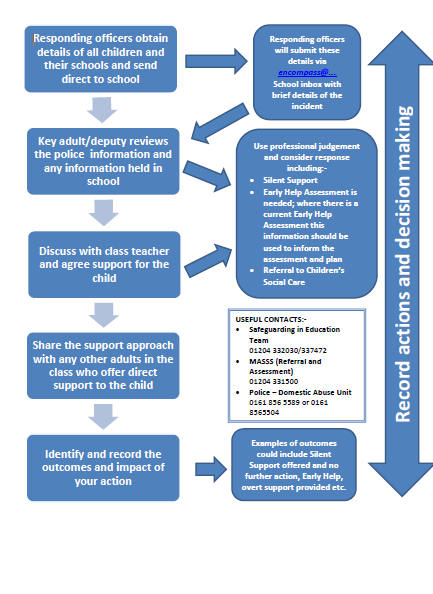 Responding officers obtain
details of all children and
their schools and send
direct to school
Responding officers
will submit these
details via
encompass@...
School inbox with
brief details of the
incident
Key adult/deputy reviews
the police information and
any information held in
school
Use professional judgement
and consider response
including:-
• Silent Support
• Early Help Assessment is
needed; where there is a
current Early Help
Assessment this
information should be
used to inform the
assessment and plan
• Referral to Children's
Social Care
Discuss with class teacher
and agree support for the
child
USEFUL CONTACTS:-
• Safeguarding in Education
Team
01204 332030/337472
• MASSS (Referral and
Assessment)
01204 331500
• Police – Domestic Abuse Unit
0161 856 5589 or 0161
8565504
Share the support approach
with any other adults in the
class who offer direct
support to the child
Identify and record the
outcomes and impact of
your action
Examples of outcomes
could include Silent
Support offered and no
further action, Early Help,
overt support provided etc.
Record actions and decision making